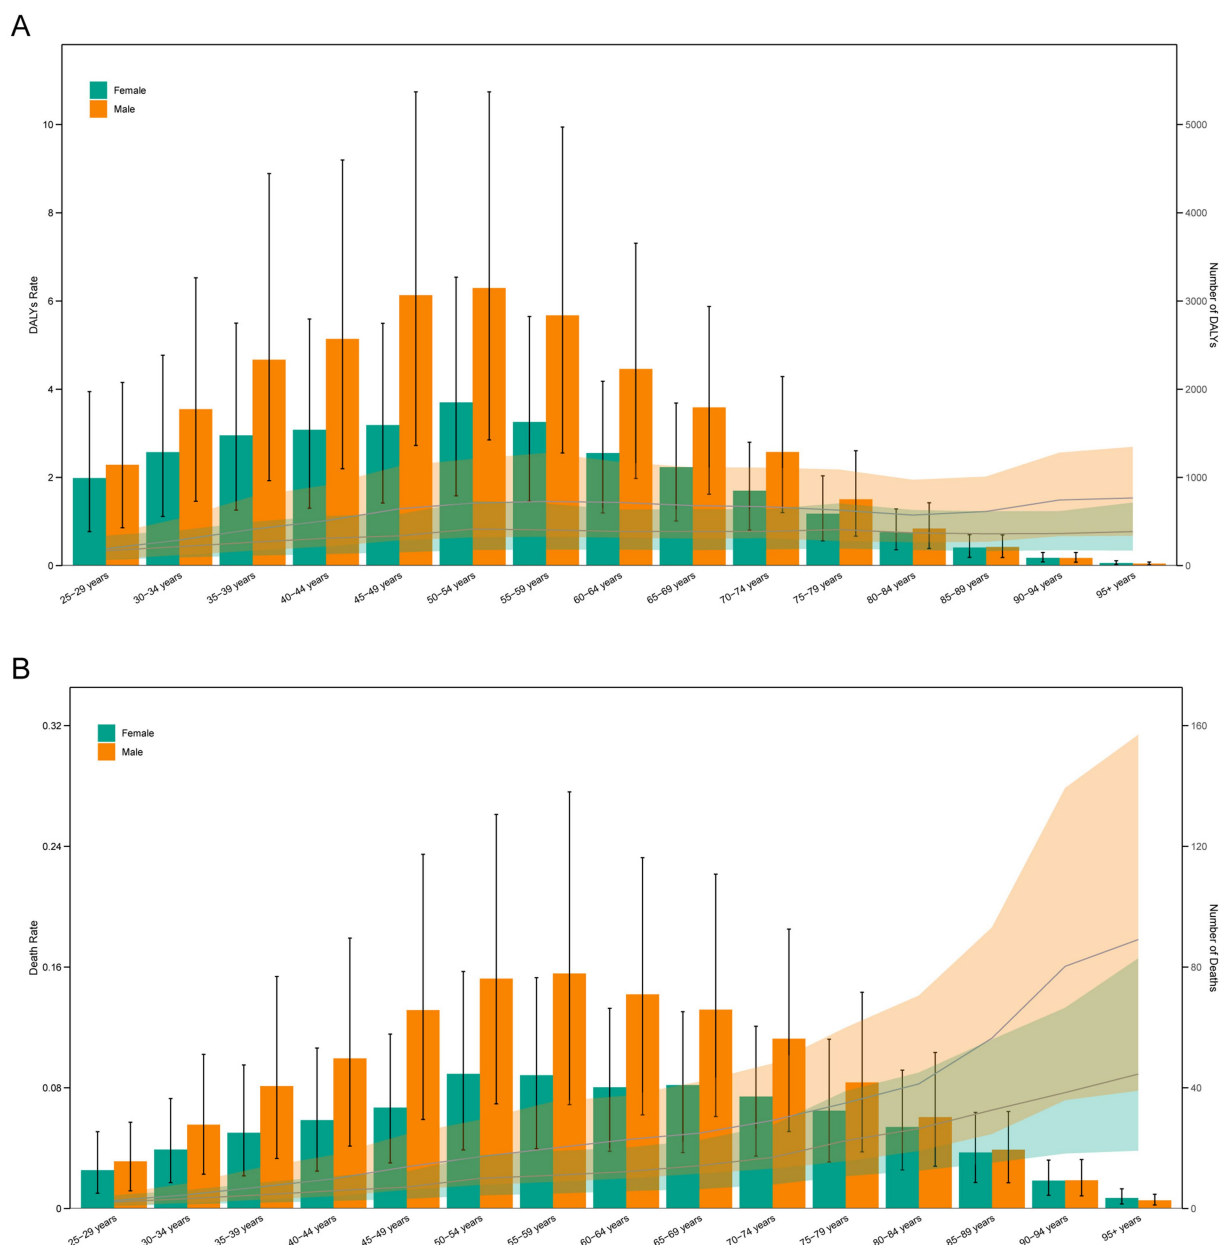 A
Female
Male
10
8
6
4
2
0
DALYs Rate
5000
4000
3000
2000
1000
0
Number of DALYs
25–29 years
30–34 years
35–39 years
40–44 years
45–49 years
50–54 years
55–59 years
60–64 years
65–69 years
70–74 years
75–79 years
80–84 years
85–89 years
90–94 years
95+ years
B
Female
Male
0.32
0.24
0.16
0.08
0
Death Rate
160
120
80
40
0
Number of Deaths
25–29 years
30–34 years
35–39 years
40–44 years
45–49 years
50–54 years
55–59 years
60–64 years
65–69 years
70–74 years
75–79 years
80–84 years
85–89 years
90–94 years
95+ years